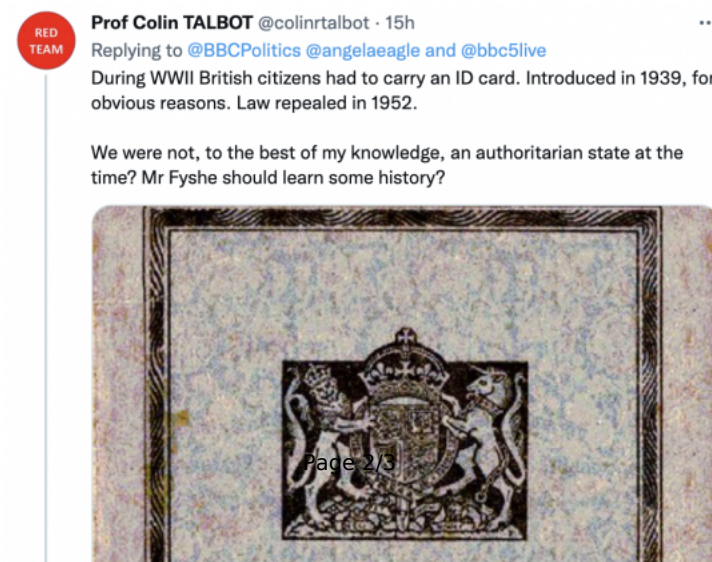 RED
TEAM
Prof Colin TALBOT @colinrtalbot · 15h
Replying to @BBCPolitics @angelaeagle and @bbc5live
During WWII British citizens had to carry an ID card. Introduced in 1939, for
obvious reasons. Law repealed in 1952.
We were not, to the best of my knowledge, an authoritarian state at the
time? Mr Fyshe should learn some history?
Page 2/3